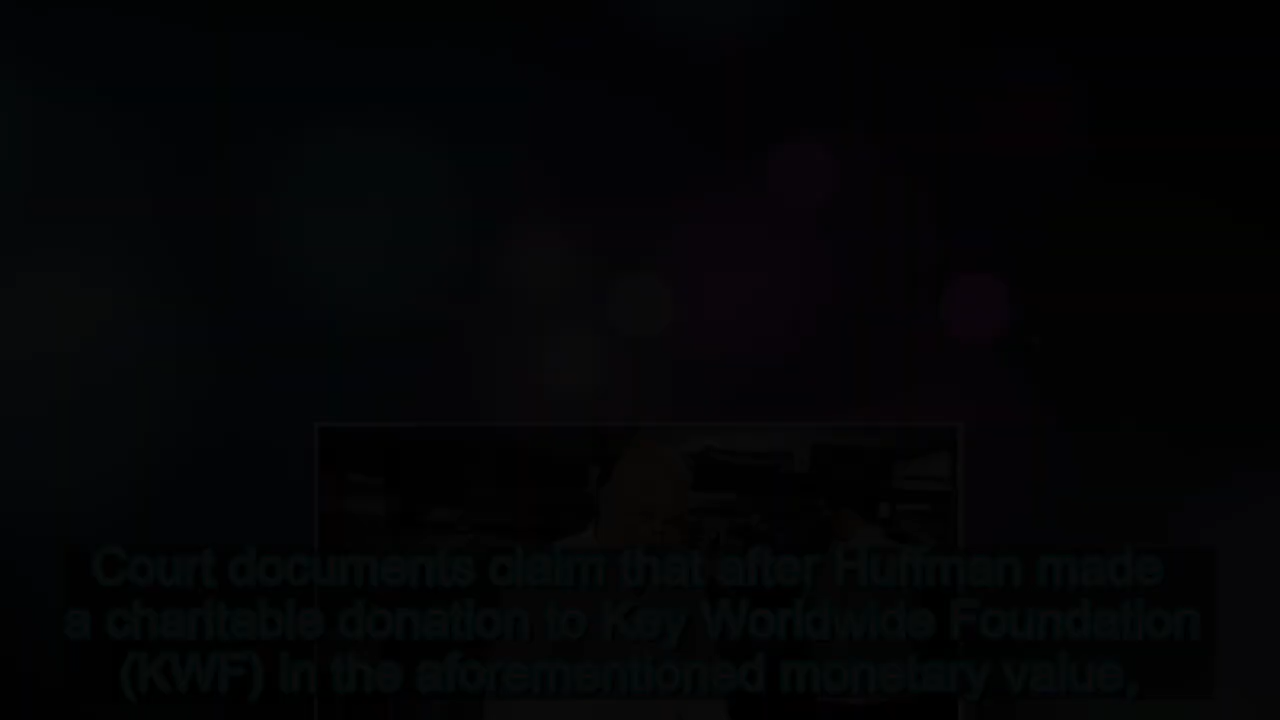 Court documents claim that after Huffman made
a charitable donation to Key Worldwide Foundation
(KWF) in the aforementioned monetary value,